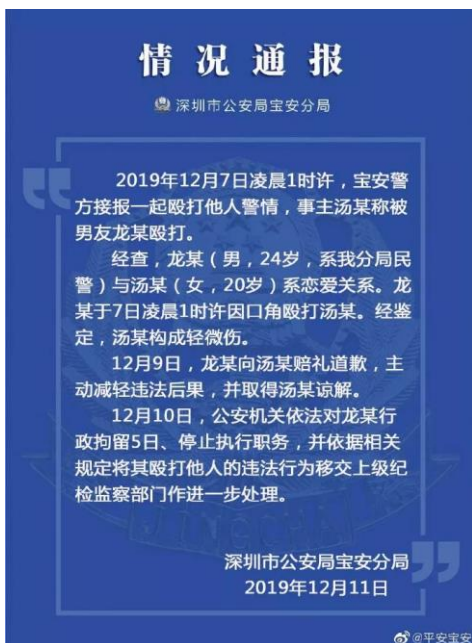 情况通报
深圳市公安局宝安分局
2019年12月7日凌晨1时许，宝安警
方接报一起殴打他人警情，事主汤某称被
男友龙某殴打。
经查，龙某（男，24岁，系我分局民
警）与汤某（女，20岁）系恋爱关系。龙
某于7日凌晨1时许因口角殴打汤某。经鉴
定，汤某构成轻微伤。
12月9日，龙某向汤某赔礼道歉，主
动减轻违法后果，并取得汤某谅解。
12月10日，公安机关依法对龙某行
政拘留5日、停止执行职务，并依据相关
规定将其殴打他人的违法行为移交上级纪
检监察部门作进一步处理。
JINGCHA
深圳市公安局宝安分局
2019年12月11日
@平安宝安